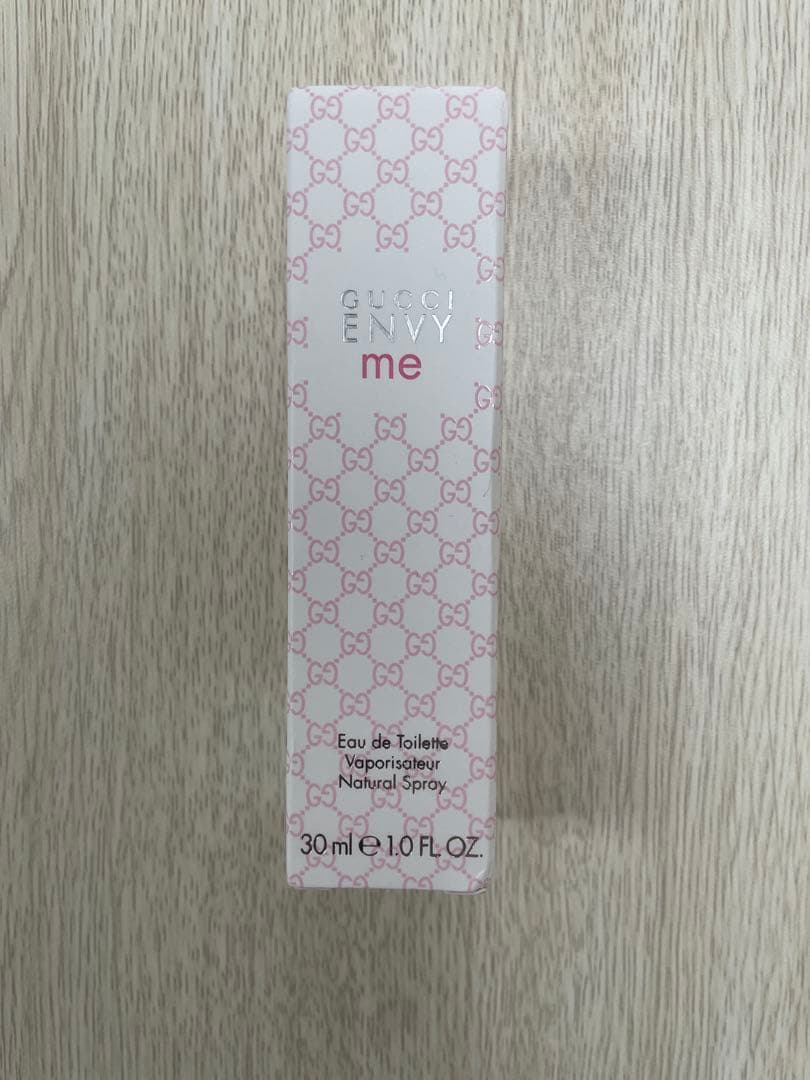 GUCCI
ENVY
me
Eau de Toilette
Vaporisateur
Natural Spray
30 ml ℮ 1.0 FL. OZ.